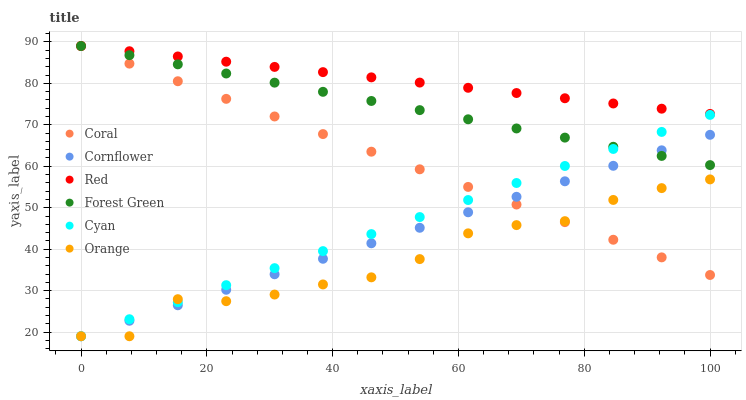 title
90
80
70
60
50
40
30
20
0 20 40 60 80 100
xaxis_label
yaxis_label
Coral
Cornflower
Red
Forest Green
Cyan
Orange